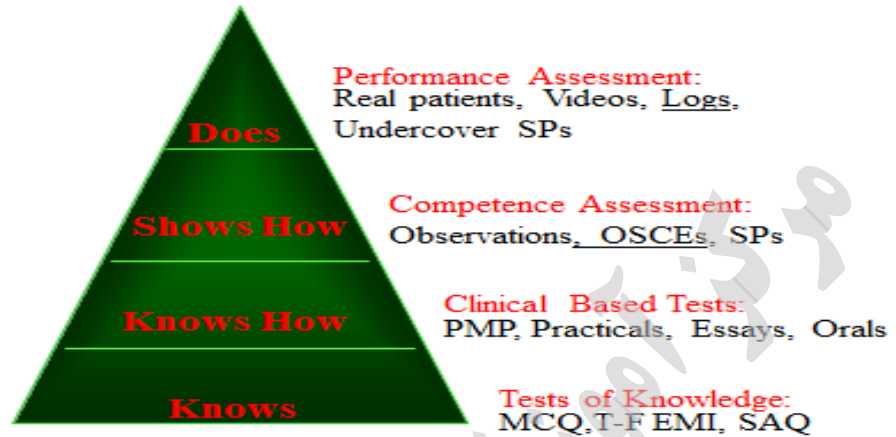 Performance Assessment:
Real patients, Videos, Logs,
Undercover SPs
Does
Competence Assessment:
Observations, OSCEs, SPs
Shows How
Clinical Based Tests:
PMP, Practicals, Essays, Orals
Knows How
Tests of Knowledge:
MCQ,T-F EMI, SAQ
Knows
مرکز